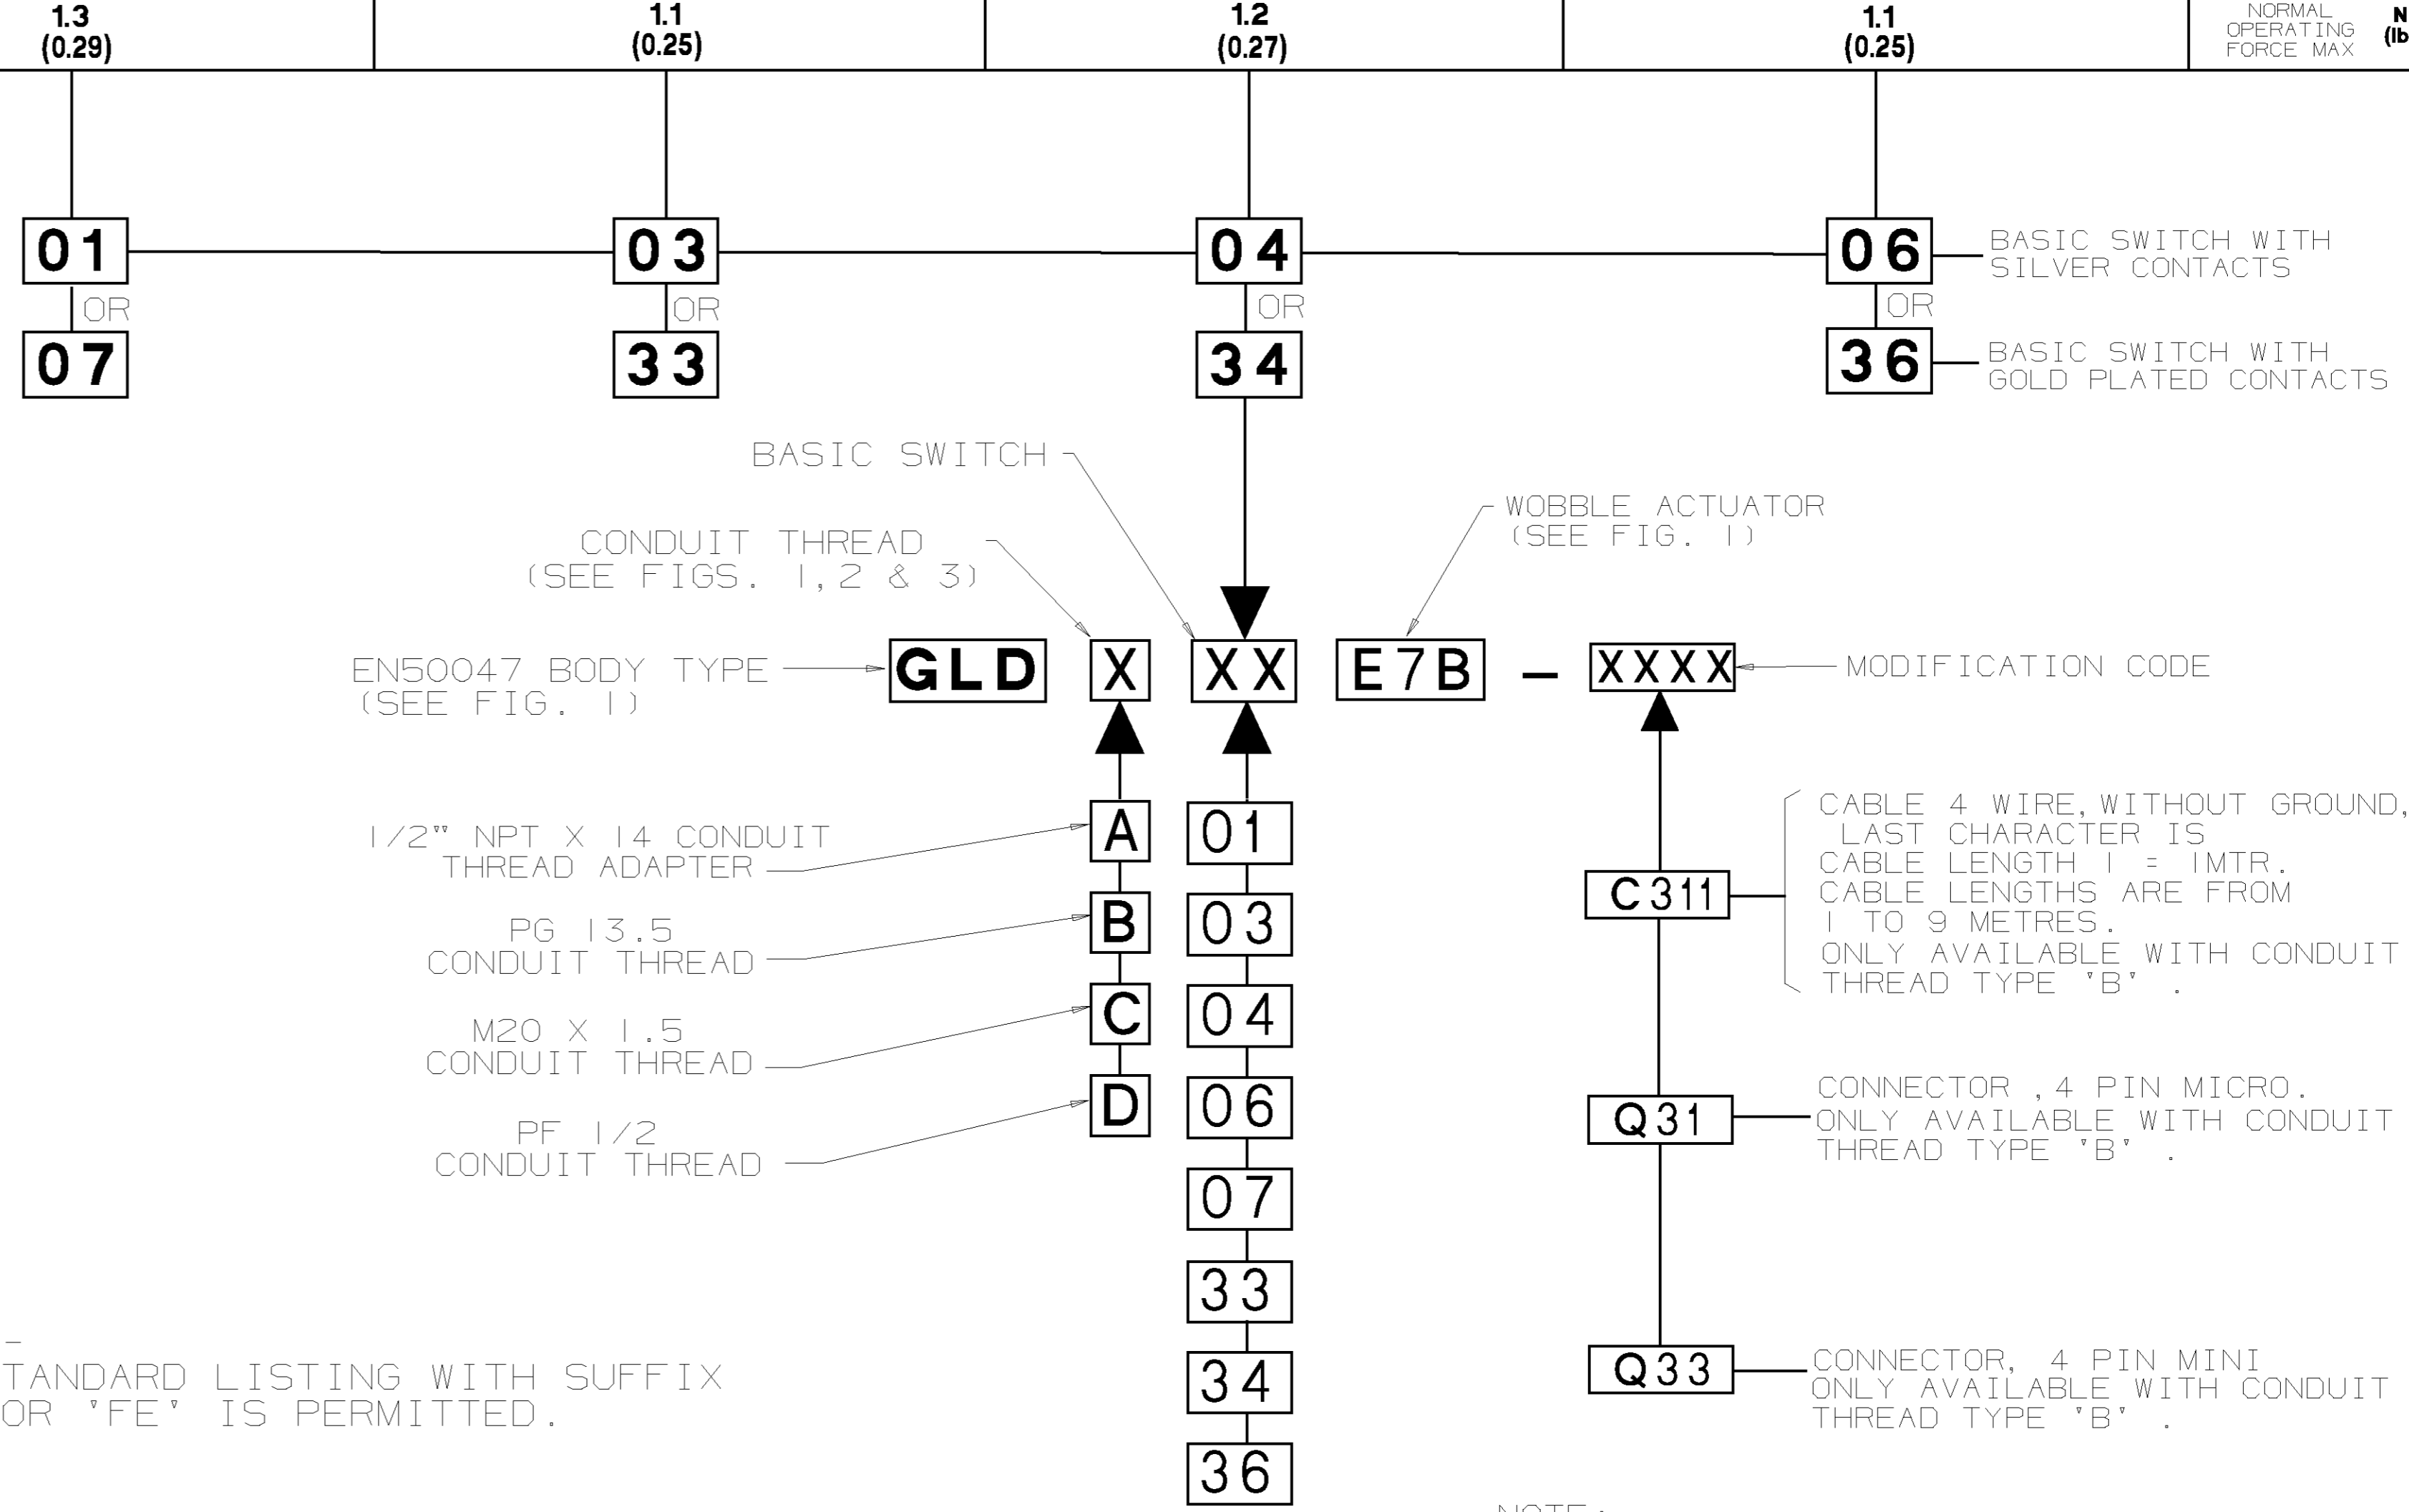 1.3
(0.29)
1.1
(0.25)
1.2
(0.27)
1.1
(0.25)
NORMAL
OPERATING
FORCE MAX
01
03
04
06
BASIC SWITCH WITH
SILVER CONTACTS
OR
OR
OR
OR
07
33
34
36
BASIC SWITCH WITH
GOLD PLATED CONTACTS
BASIC SWITCH
WOBBLE ACTUATOR
(SEE FIG. 1)
CONDUIT THREAD
(SEE FIGS. 1,2 & 3)
EN50047 BODY TYPE
(SEE FIG. 1)
GLD X XX E7B - XXXX
MODIFICATION CODE
1/2" NPT X 14 CONDUIT
THREAD ADAPTER
A
PG 13.5
CONDUIT THREAD
B
M20 X 1.5
CONDUIT THREAD
C
PF 1/2
CONDUIT THREAD
D
01
03
04
06
07
33
34
36
C311
CABLE 4 WIRE, WITHOUT GROUND,
LAST CHARACTER IS
CABLE LENGTH 1 = 1MTR.
CABLE LENGTHS ARE FROM
1 TO 9 METRES.
ONLY AVAILABLE WITH CONDUIT
THREAD TYPE 'B' .
Q31
CONNECTOR ,4 PIN MICRO.
ONLY AVAILABLE WITH CONDUIT
THREAD TYPE 'B' .
Q33
CONNECTOR, 4 PIN MINI
ONLY AVAILABLE WITH CONDUIT
THREAD TYPE 'B' .
TANDARD LISTING WITH SUFFIX
OR 'FE' IS PERMITTED.